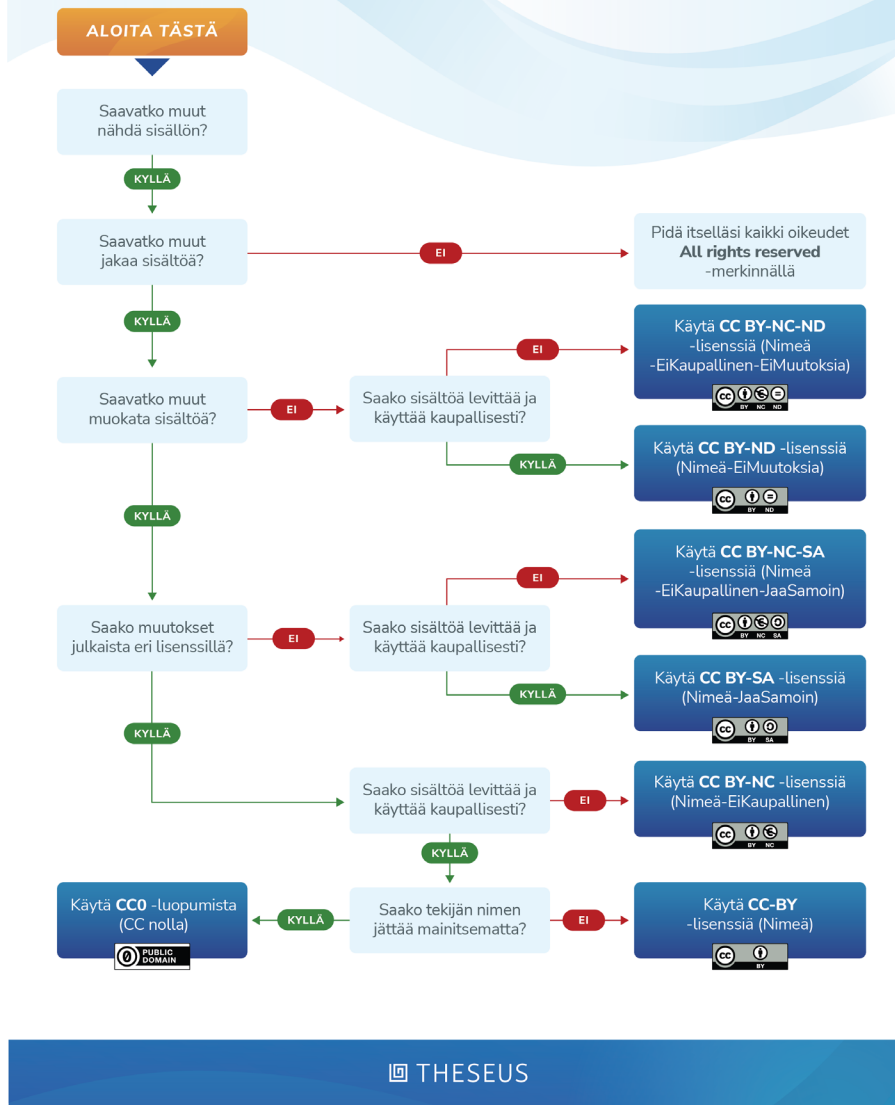 ALOITA TÄSTÄ
Saavatko muut
nähdä sisällön?
KYLLÄ
Saavatko muut
jakaa sisältöä?
EI
Pidä itselläsi kaikki oikeudet
All rights reserved
-merkinnällä
KYLLÄ
Saavatko muut
muokata sisältöä?
EI
Saako sisältöä levittää ja
käyttää kaupallisesti?
EI
Käytä CC BY-NC-ND
-lisenssiä (Nimeä
-EiKaupallinen-EiMuutoksia)
cc
BY NC ND
KYLLÄ
Käytä CC BY-ND -lisenssiä
(Nimeä-EiMuutoksia)
cc
BY ND
KYLLÄ
Saako muutokset
julkaista eri lisenssillä?
EI
Saako sisältöä levittää ja
käyttää kaupallisesti?
EI
Käytä CC BY-NC-SA
-lisenssiä (Nimeä
-EiKaupallinen-JaaSamoin)
cc
BY NC SA
KYLLÄ
Käytä CC BY-SA -lisenssiä
(Nimeä-JaaSamoin)
cc
BY SA
KYLLÄ
Saako sisältöä levittää ja
käyttää kaupallisesti?
EI
Käytä CC BY-NC -lisenssiä
(Nimeä-EiKaupallinen)
cc
BY NC
KYLLÄ
Saako tekijän nimen
jättää mainitsematta?
KYLLÄ
Käytä CC0 -luopumista
(CC nolla)
PUBLIC
DOMAIN
EI
Käytä CC-BY
-lisenssiä (Nimeä)
cc
BY
THESEUS